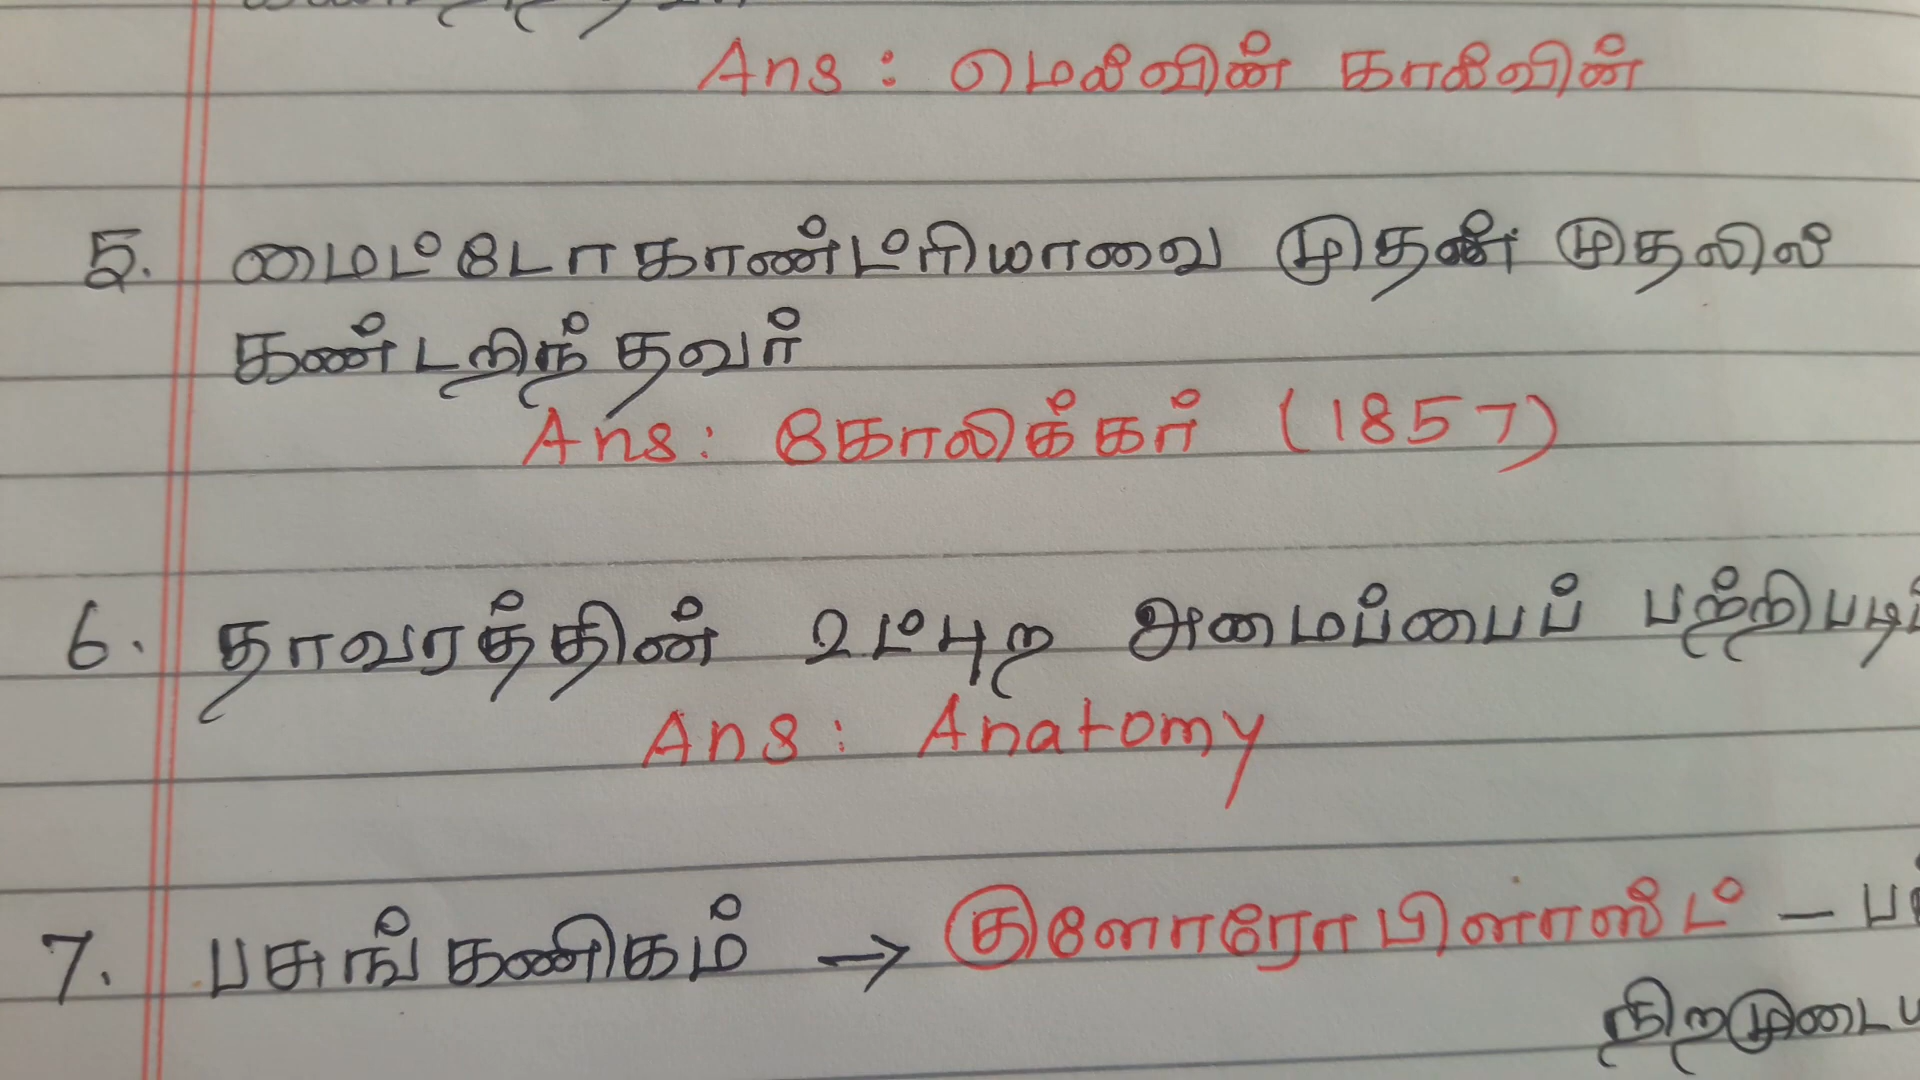 Ans : மெல்வின் கால்வின்
5. மைட்டோகாண்ட்ரியாவை முதன் முதலில்
கண்டறிந்தவர்
Ans: கோலிக்கர் (1857)
6. தாவரத்தின் உட்புற அமைப்பைப் பற்றி
Ans: Anatomy
7. பசுங்கணிகம் → குளோரோபிளாஸ்ட் –